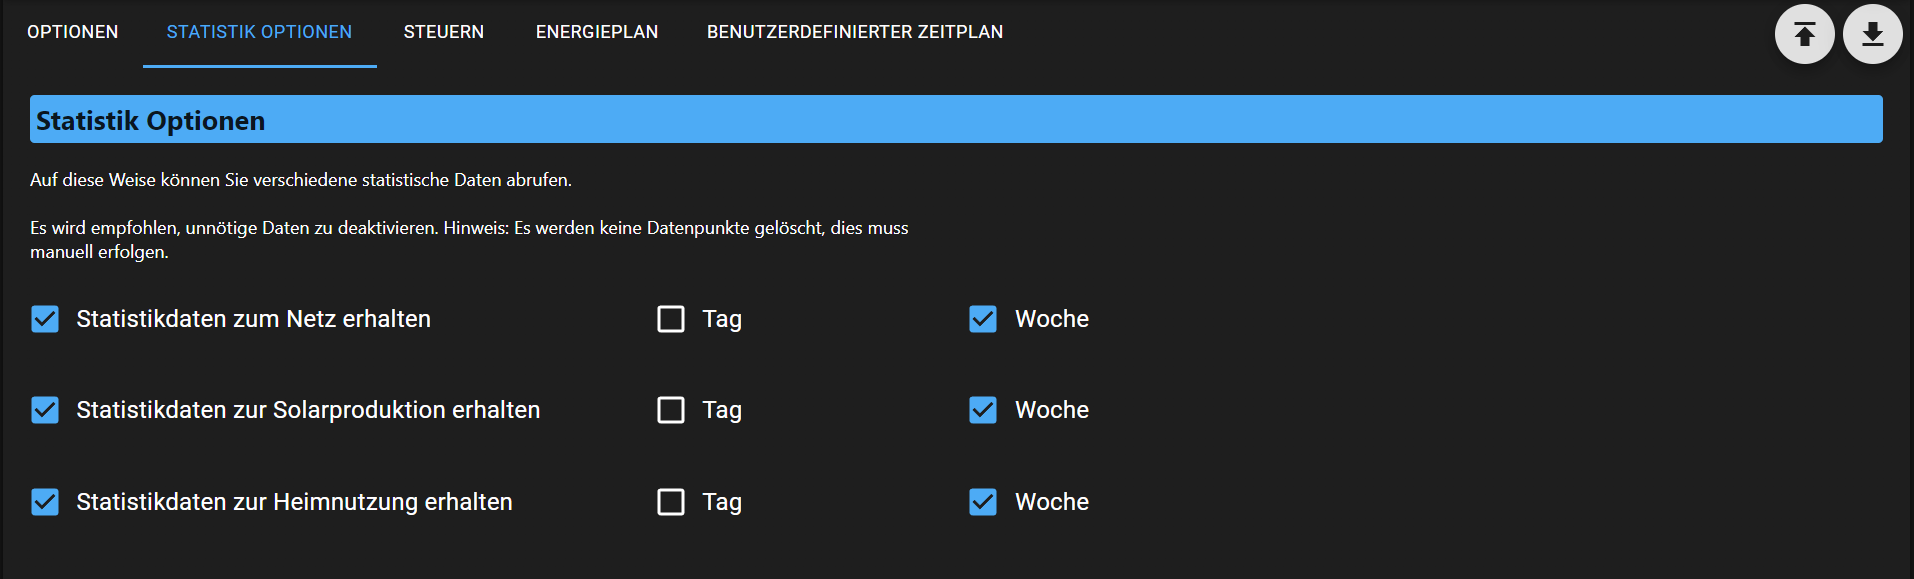 OPTIONEN
STATISTIK OPTIONEN
STEUERN
ENERGIEPLAN
BENUTZERDEFINIERTER ZEITPLAN
Statistik Optionen
Auf diese Weise können Sie verschiedene statistische Daten abrufen.
Es wird empfohlen, unnötige Daten zu deaktivieren. Hinweis: Es werden keine Datenpunkte gelöscht, dies muss
manuell erfolgen.
Statistikdaten zum Netz erhalten
Tag
Woche
Statistikdaten zur Solarproduktion erhalten
Tag
Woche
Statistikdaten zur Heimnutzung erhalten
Tag
Woche